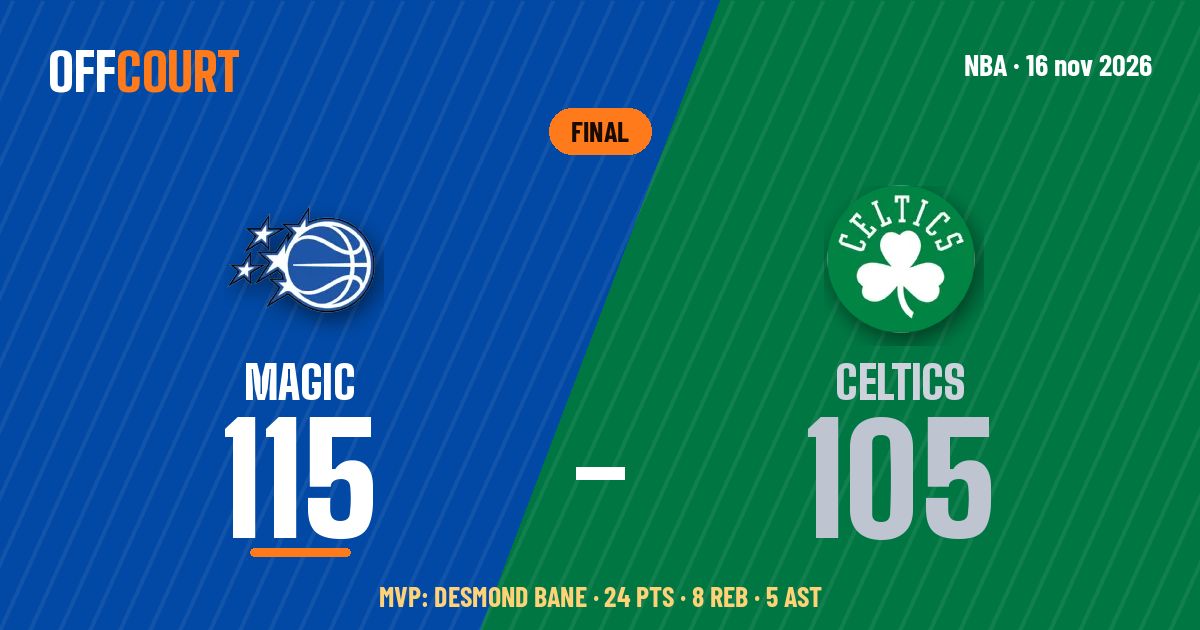 OFFCOURT
NBA · 16 nov 2026
FINAL
CELTICS
MAGIC
CELTICS
115
–
105
MVP: DESMOND BANE · 24 PTS · 8 REB · 5 AST